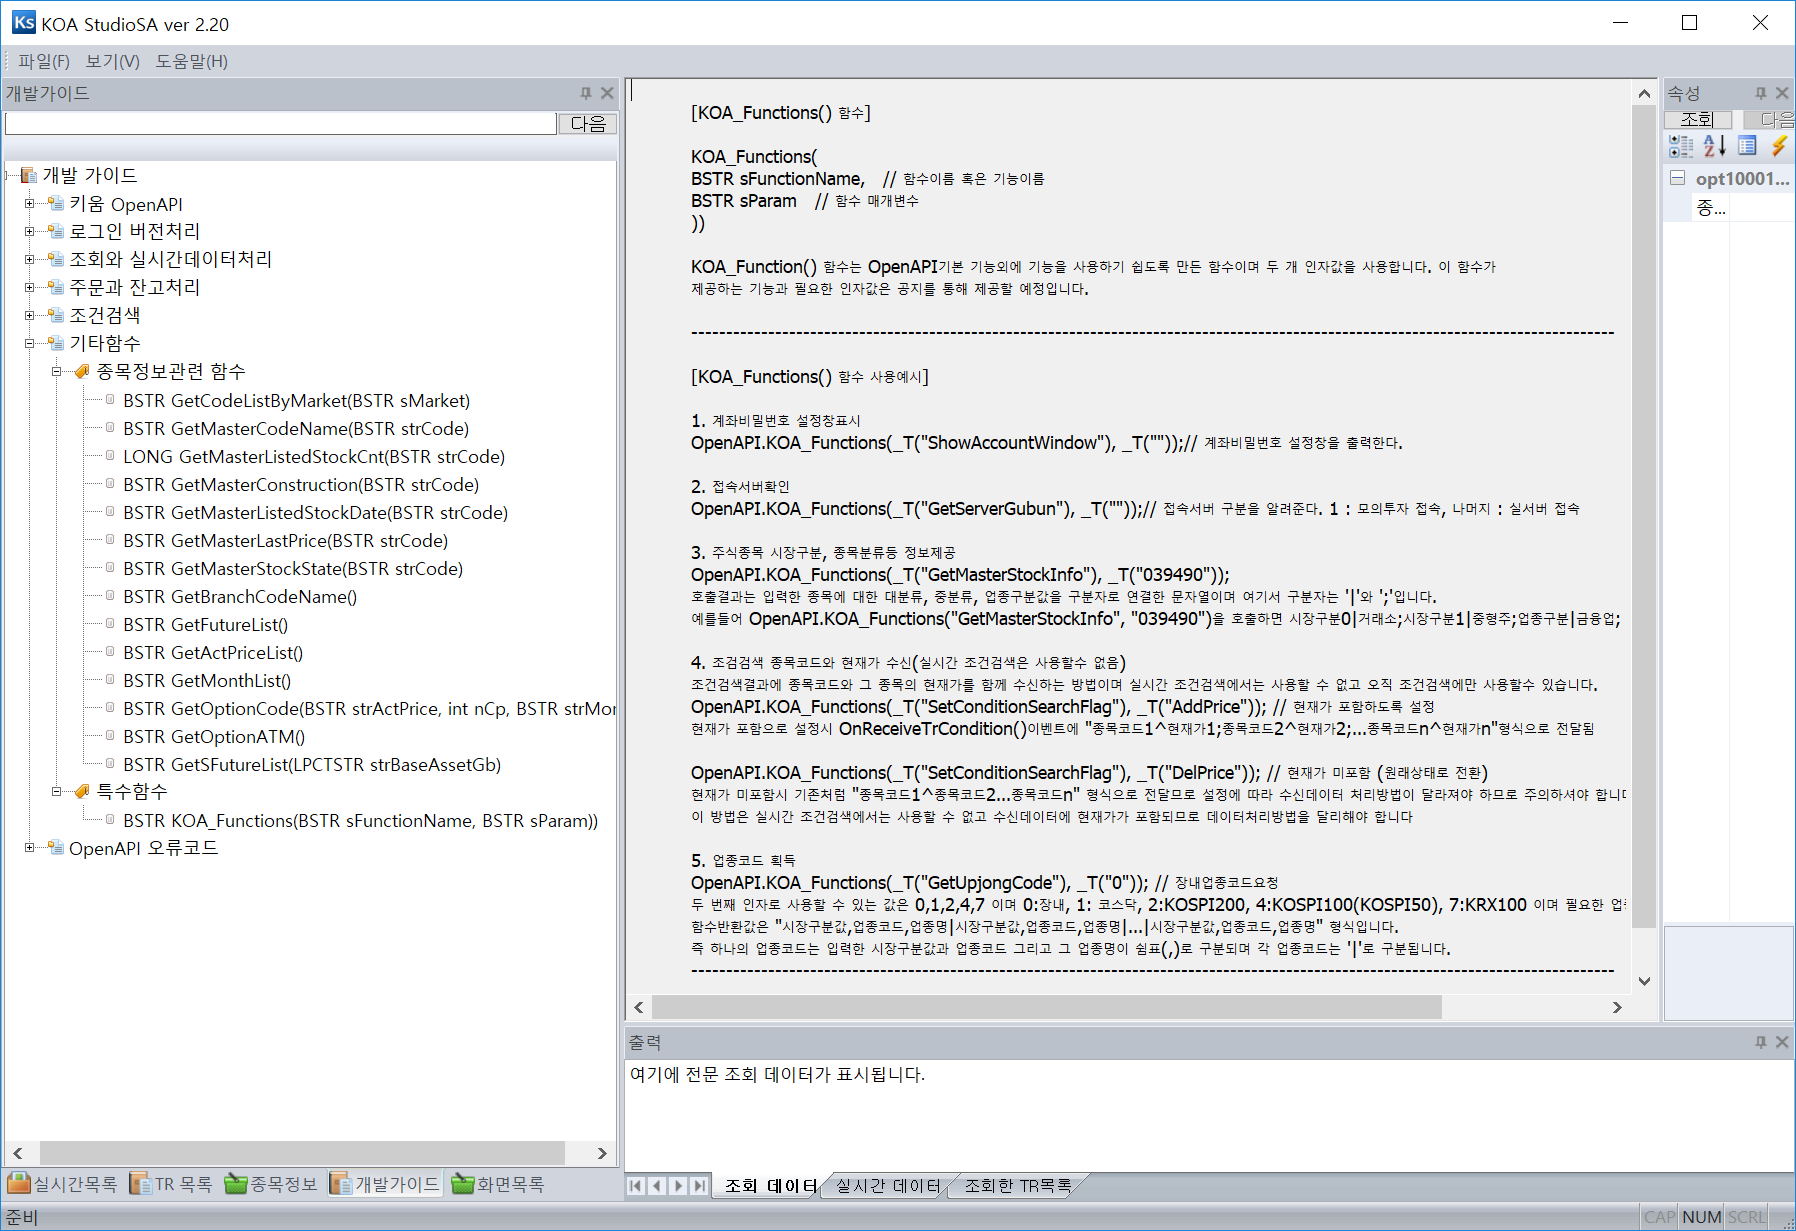 Ks KOA StudioSA ver 2.20
파일(F) 보기(V) 도움말(H)
개발가이드
다음
개발 가이드
키움 OpenAPI
로그인 버전처리
조회와 실시간데이터처리
주문과 잔고처리
조건검색
기타함수
종목정보관련 함수
BSTR GetCodeListByMarket(BSTR sMarket)
BSTR GetMasterCodeName(BSTR strCode)
LONG GetMasterListedStockCnt(BSTR strCode)
BSTR GetMasterConstruction(BSTR strCode)
BSTR GetMasterListedStockDate(BSTR strCode)
BSTR GetMasterLastPrice(BSTR strCode)
BSTR GetMasterStockState(BSTR strCode)
BSTR GetBranchCodeName()
BSTR GetFutureList()
BSTR GetActPriceList()
BSTR GetMonthList()
BSTR GetOptionCode(BSTR strActPrice, int nCp, BSTR strMor
BSTR GetOptionATM()
BSTR GetSFutureList(LPCTSTR strBaseAssetGb)
특수함수
BSTR KOA_Functions(BSTR sFunctionName, BSTR sParam))
OpenAPI 오류코드
실시간목록 TR 목록 종목정보 개발가이드 화면목록
[KOA_Functions() 함수]
KOA_Functions(
BSTR sFunctionName, // 함수이름 혹은 기능이름
BSTR sParam // 함수 매개변수
))
KOA_Function() 함수는 OpenAPI기본 기능외에 기능을 사용하기 쉽도록 만든 함수이며 두 개 인자값을 사용합니다. 이 함수가
제공하는 기능과 필요한 인자값은 공지를 통해 제공할 예정입니다.
------------------------------------------------------------------------------------------------------------------------------------
[KOA_Functions() 함수 사용예시]
1. 계좌비밀번호 설정창표시
OpenAPI.KOA_Functions(_T("ShowAccountWindow"), _T(""));// 계좌비밀번호 설정창을 출력한다.
2. 접속서버확인
OpenAPI.KOA_Functions(_T("GetServerGubun"), _T(""));// 접속서버 구분을 알려준다. 1 : 모의투자 접속, 나머지 : 실서버 접속
3. 주식종목 시장구분, 종목분류등 정보제공
OpenAPI.KOA_Functions(_T("GetMasterStockInfo"), _T("039490"));
호출결과는 입력한 종목에 대한 대분류, 중분류, 업종구분값을 구분자로 연결한 문자열이며 여기서 구분자는 '|'와 ';'입니다.
예를들어 OpenAPI.KOA_Functions("GetMasterStockInfo", "039490")을 호출하면 시장구분0|거래소;시장구분1|중형주;업종구분|금융업;
4. 조검검색 종목코드와 현재가 수신(실시간 조건검색은 사용할수 없음)
조건검색결과에 종목코드와 그 종목의 현재가를 함께 수신하는 방법이며 실시간 조건검색에서는 사용할 수 없고 오직 조건검색에만 사용할수 있습니다.
OpenAPI.KOA_Functions(_T("SetConditionSearchFlag"), _T("AddPrice")); // 현재가 포함하도록 설정
현재가 포함으로 설정시 OnReceiveTrCondition()이벤트에 "종목코드1^현재가1;종목코드2^현재가2;...종목코드n^현재가n"형식으로 전달됨
OpenAPI.KOA_Functions(_T("SetConditionSearchFlag"), _T("DelPrice")); // 현재가 미포함 (원래상태로 전환)
현재가 미포함시 기존처럼 "종목코드1^종목코드2...종목코드n" 형식으로 전달므로 설정에 따라 수신데이터 처리방법이 달라져야 하므로 주의하셔야 합니다
이 방법은 실시간 조건검색에서는 사용할 수 없고 수신데이터에 현재가가 포함되므로 데이터처리방법을 달리해야 합니다
5. 업종코드 획득
OpenAPI.KOA_Functions(_T("GetUpjongCode"), _T("0")); // 장내업종코드요청
두 번째 인자로 사용할 수 있는 값은 0,1,2,4,7 이며 0:장내, 1: 코스닥, 2:KOSPI200, 4:KOSPI100(KOSPI50), 7:KRX100 이며 필요한
함수반환값은 "시장구분값,업종코드,업종명|시장구분값,업종코드,업종명|...|시장구분값,업종코드,업종명" 형식입니다.
즉 하나의 업종코드는 입력한 시장구분값과 업종코드 그리고 그 업종명이 쉼표(,)로 구분되며 각 업종코드는 '|'로 구분됩니다.
------------------------------------------------------------------------------------------------------------------------------------
속성
조회 다음
opt10001...
종...
출력
여기에 전문 조회 데이터가 표시됩니다.
조회 데이터 실시간 데이터 조회한 TR목록
준비
CAP NUM SCRL